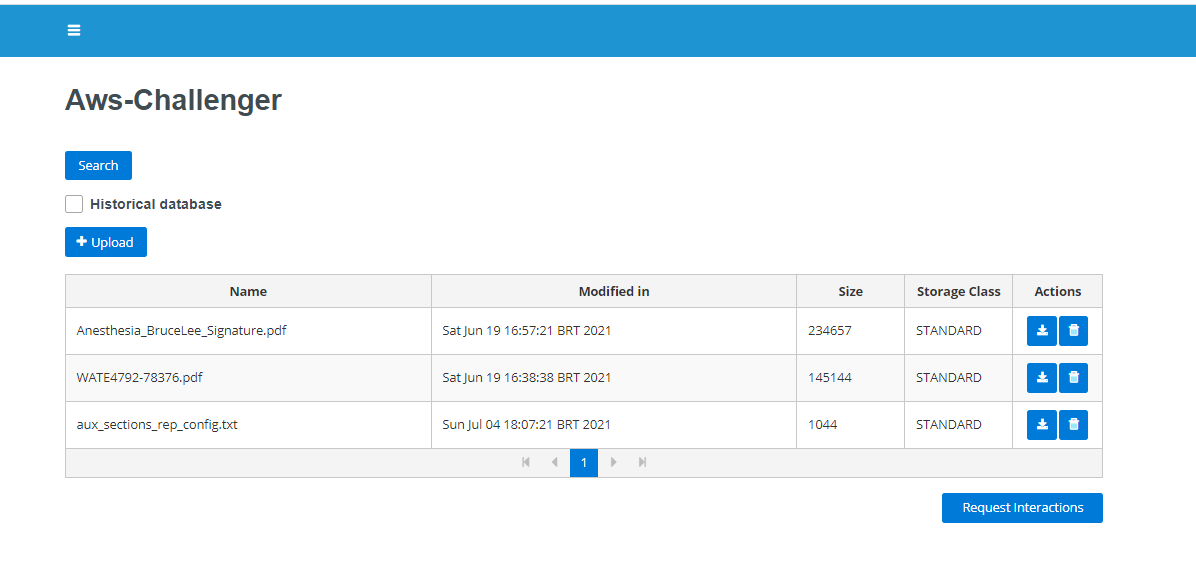 Aws-Challenger
Search
Historical database
Upload
Name Modified in Size Storage Class Actions
Anesthesia_BruceLee_Signature.pdf Sat Jun 19 16:57:21 BRT 2021 234657 STANDARD
WATE4792-78376.pdf Sat Jun 19 16:38:38 BRT 2021 145144 STANDARD
aux_sections_rep_config.txt Sun Jul 04 18:07:21 BRT 2021 1044 STANDARD
1
Request Interactions